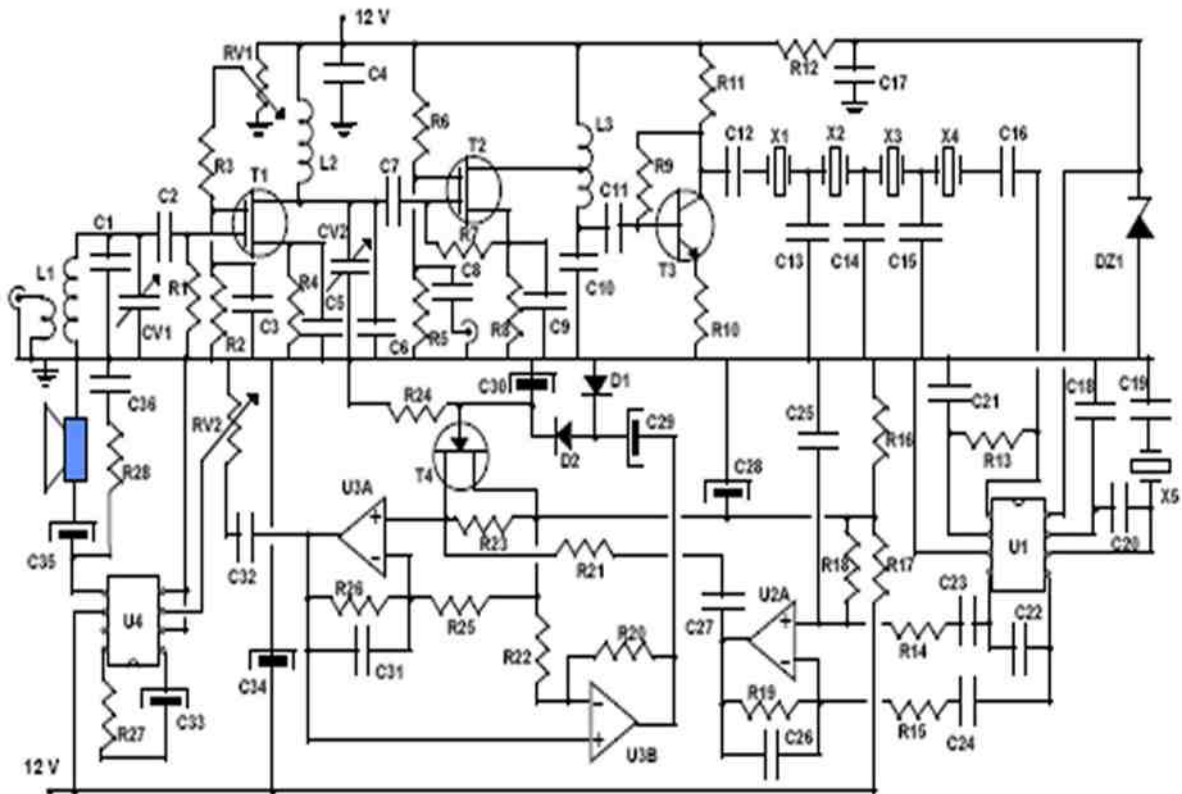 12 V
RV1
C4
R12
C17
R11
R6
L3
C12
X1
X2
X3
X4
C16
R3
L2
T1
C7
T2
R9
C11
C1
C2
CV2
R7
T3
C13
C14
C15
DZ1
L1
R1
CV1
R4
C8
C10
C3
C5
R2
C6
R5
R8
C9
R10
C36
RV2
R24
C30
D1
C29
C25
R16
C21
C18
C19
R13
R28
T4
D2
C28
X5
U3A
C35
C32
R23
R21
R18
R17
U1
C20
U4
R26
R25
C27
U2A
C23
C22
R14
C31
R22
R20
C34
R19
R15
C24
C33
R27
C26
U3B
12 V